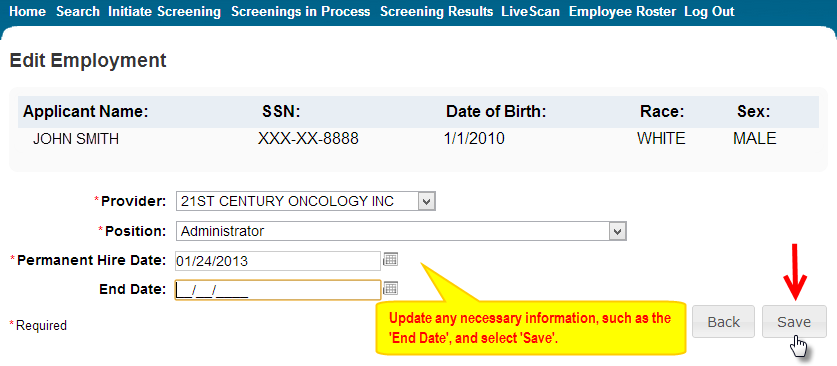 Home Search Initiate Screening Screenings in Process Screening Results LiveScan Employee Roster Log Out
Edit Employment
Applicant Name: SSN: Date of Birth: Race: Sex:
JOHN SMITH XXX-XX-8888 1/1/2010 WHITE MALE
*Provider: 21ST CENTURY ONCOLOGY INC
*Position: Administrator
*Permanent Hire Date: 01/24/2013
End Date: __/__/____
Update any necessary information, such as the
'End Date', and select 'Save'.
*Required
Back Save